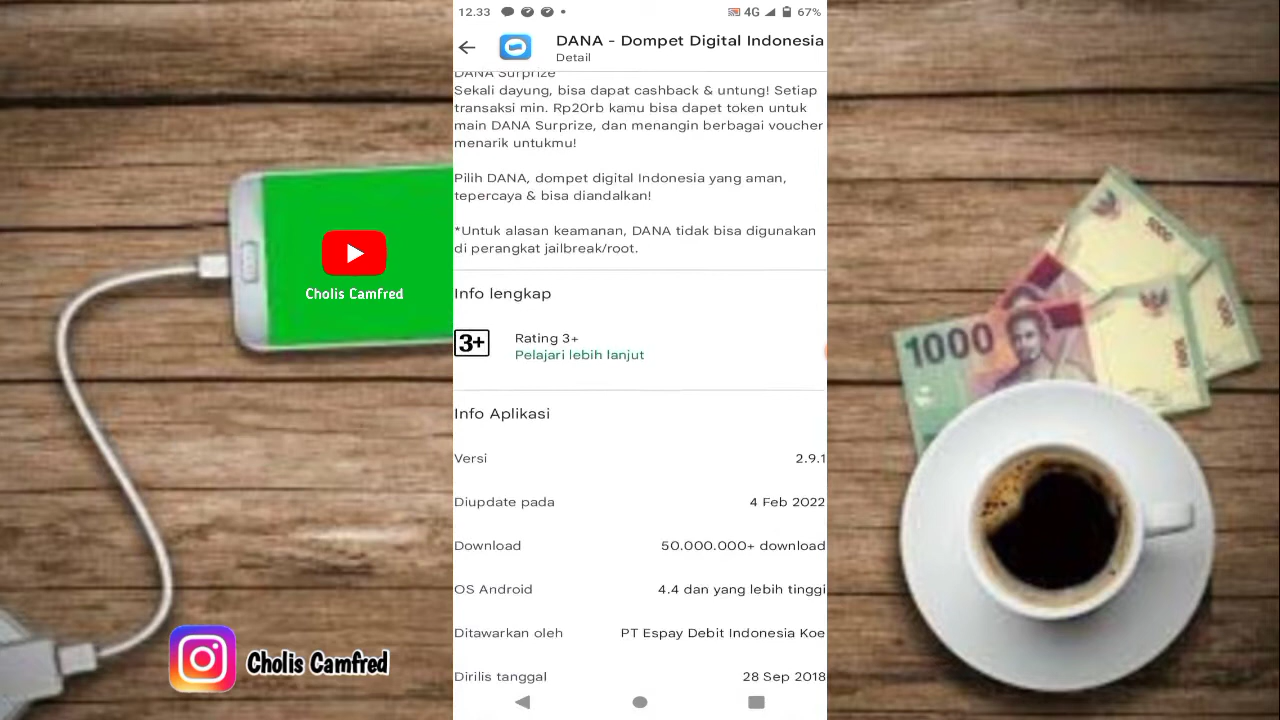 12.33
4G
67%
DANA - Dompet Digital Indonesia
Detail
DANA Surprize
Sekali dayung, bisa dapat cashback & untung! Setiap
transaksi min. Rp20rb kamu bisa dapet token untuk
main DANA Surprize, dan menangin berbagai voucher
menarik untukmu!
Pilih DANA, dompet digital Indonesia yang aman,
tepercaya & bisa diandalkan!
*Untuk alasan keamanan, DANA tidak bisa digunakan
di perangkat jailbreak/root.
Info lengkap
3+
Rating 3+
Pelajari lebih lanjut
Info Aplikasi
Versi 2.9.1
Diupdate pada 4 Feb 2022
Download 50.000.000+ download
OS Android 4.4 dan yang lebih tinggi
Ditawarkan oleh PT Espay Debit Indonesia Koe
Dirilis tanggal 28 Sep 2018
Cholis Camfred
Cholis Camfred
1000
1000
1000
1000